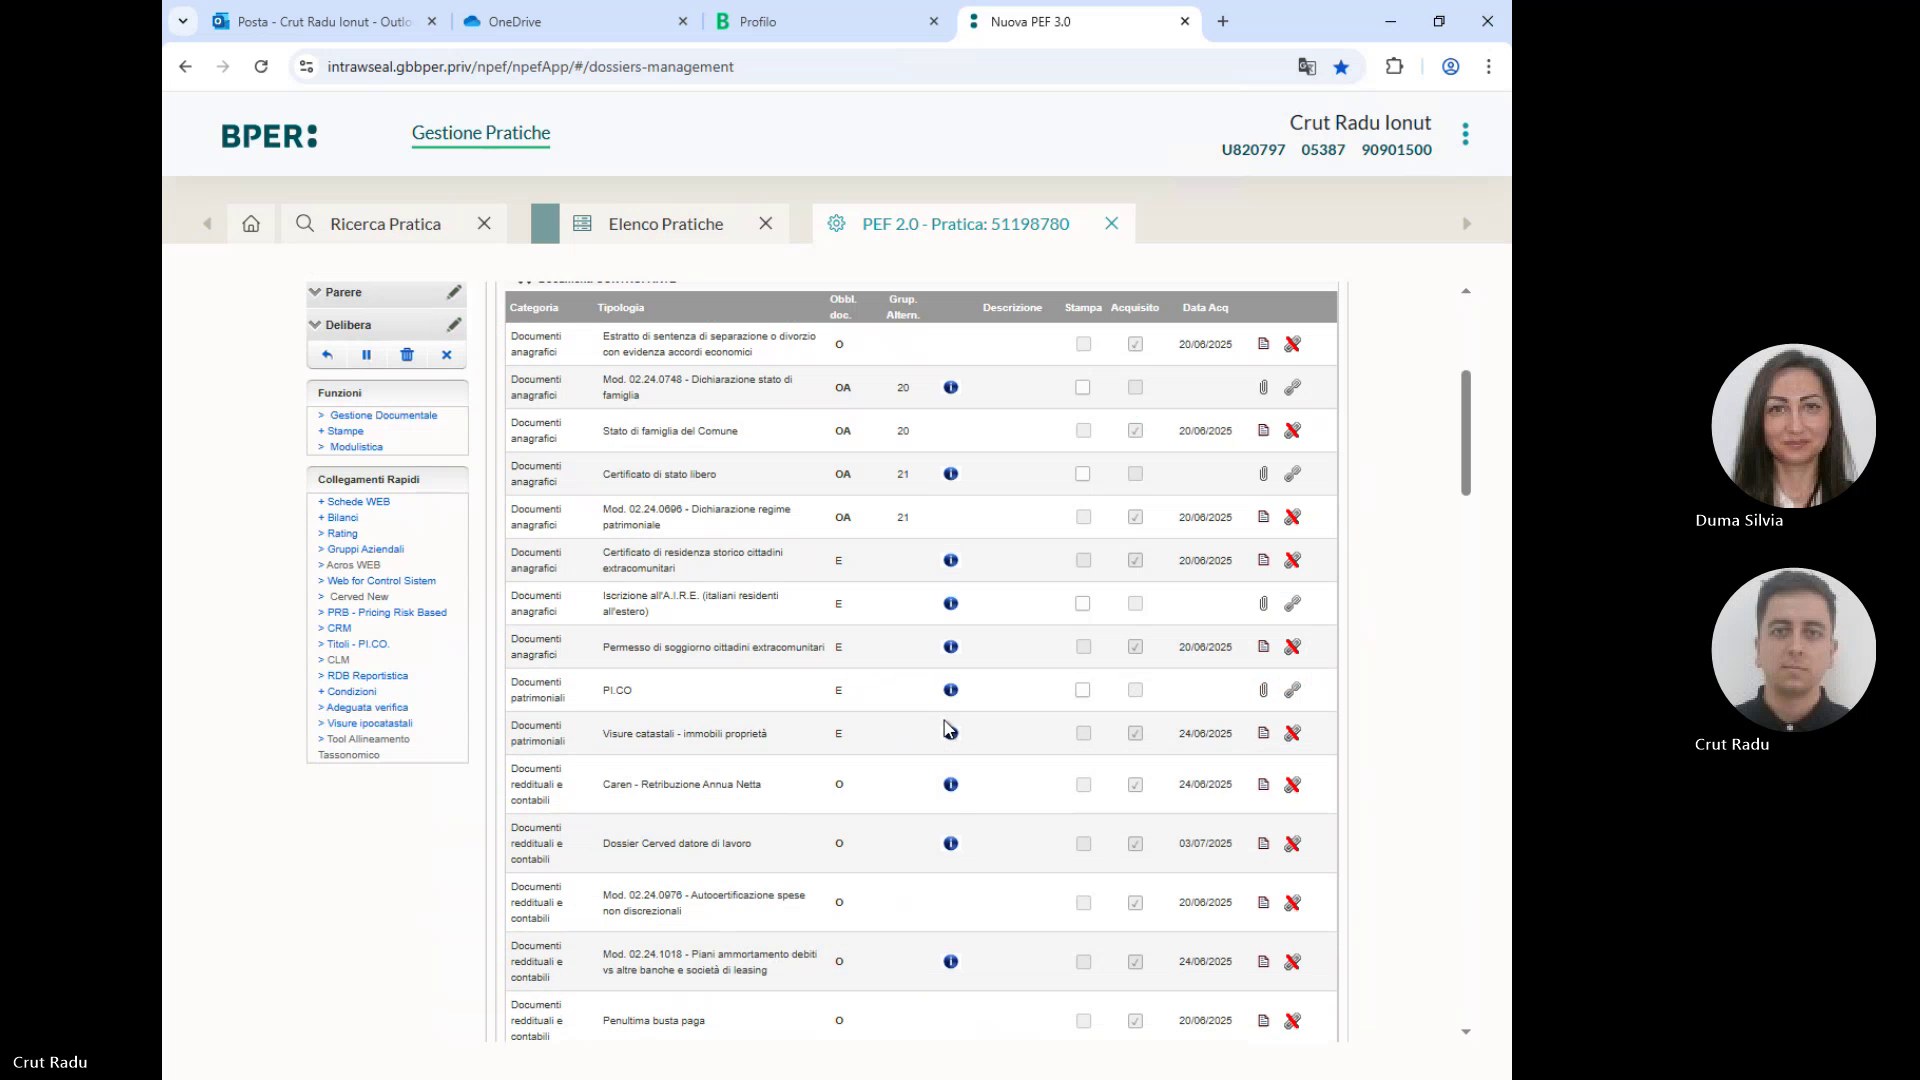 Posta - Crut Radu Ionut - Outlo
OneDrive
Profilo
Nuova PEF 3.0
intrawseal.gbbper.priv/npef/npefApp/#/dossiers-management
BPER:
Gestione Pratiche
Crut Radu Ionut
U820797 05387 90901500
Ricerca Pratica
Elenco Pratiche
PEF 2.0 - Pratica: 51198780
Parere
Delibera
Funzioni
> Gestione Documentale
+ Stampe
> Modulistica
Collegamenti Rapidi
+ Schede WEB
+ Bilanci
> Rating
> Gruppi Aziendali
> Acros WEB
> Web for Control Sistem
> Cerved New
> PRB - Pricing Risk Based
> CRM
> Titoli - PI.CO.
> CLM
> RDB Reportistica
+ Condizioni
> Adeguata verifica
> Visure ipocatastali
> Tool Allineamento
Tassonomico
Categoria Tipologia Obbl. doc. Grup. Altern. Descrizione Stampa Acquisito Data Acq
Documenti anagrafici Estratto di sentenza di separazione o divorzio con evidenza accordi economici O 20/06/2025
Documenti anagrafici Mod. 02.24.0748 - Dichiarazione stato di famiglia OA 20
Documenti anagrafici Stato di famiglia del Comune OA 20 20/06/2025
Documenti anagrafici Certificato di stato libero OA 21
Documenti anagrafici Mod. 02.24.0696 - Dichiarazione regime patrimoniale OA 21 20/06/2025
Documenti anagrafici Certificato di residenza storico cittadini extracomunitari E 20/06/2025
Documenti anagrafici Iscrizione all'A.I.R.E. (italiani residenti all'estero) E
Documenti anagrafici Permesso di soggiorno cittadini extracomunitari E 20/06/2025
Documenti patrimoniali PI.CO E
Documenti patrimoniali Visure catastali - immobili proprietà E 24/06/2025
Documenti reddituali e contabili Caren - Retribuzione Annua Netta O 24/06/2025
Documenti reddituali e contabili Dossier Cerved datore di lavoro O 03/07/2025
Documenti reddituali e contabili Mod. 02.24.0976 - Autocertificazione spese non discrezionali O 20/06/2025
Documenti reddituali e contabili Mod. 02.24.1018 - Piani ammortamento debiti vs altre banche e società di leasing O 24/06/2025
Documenti reddituali e contabili Penultima busta paga O 20/06/2025
Duma Silvia
Crut Radu
Crut Radu